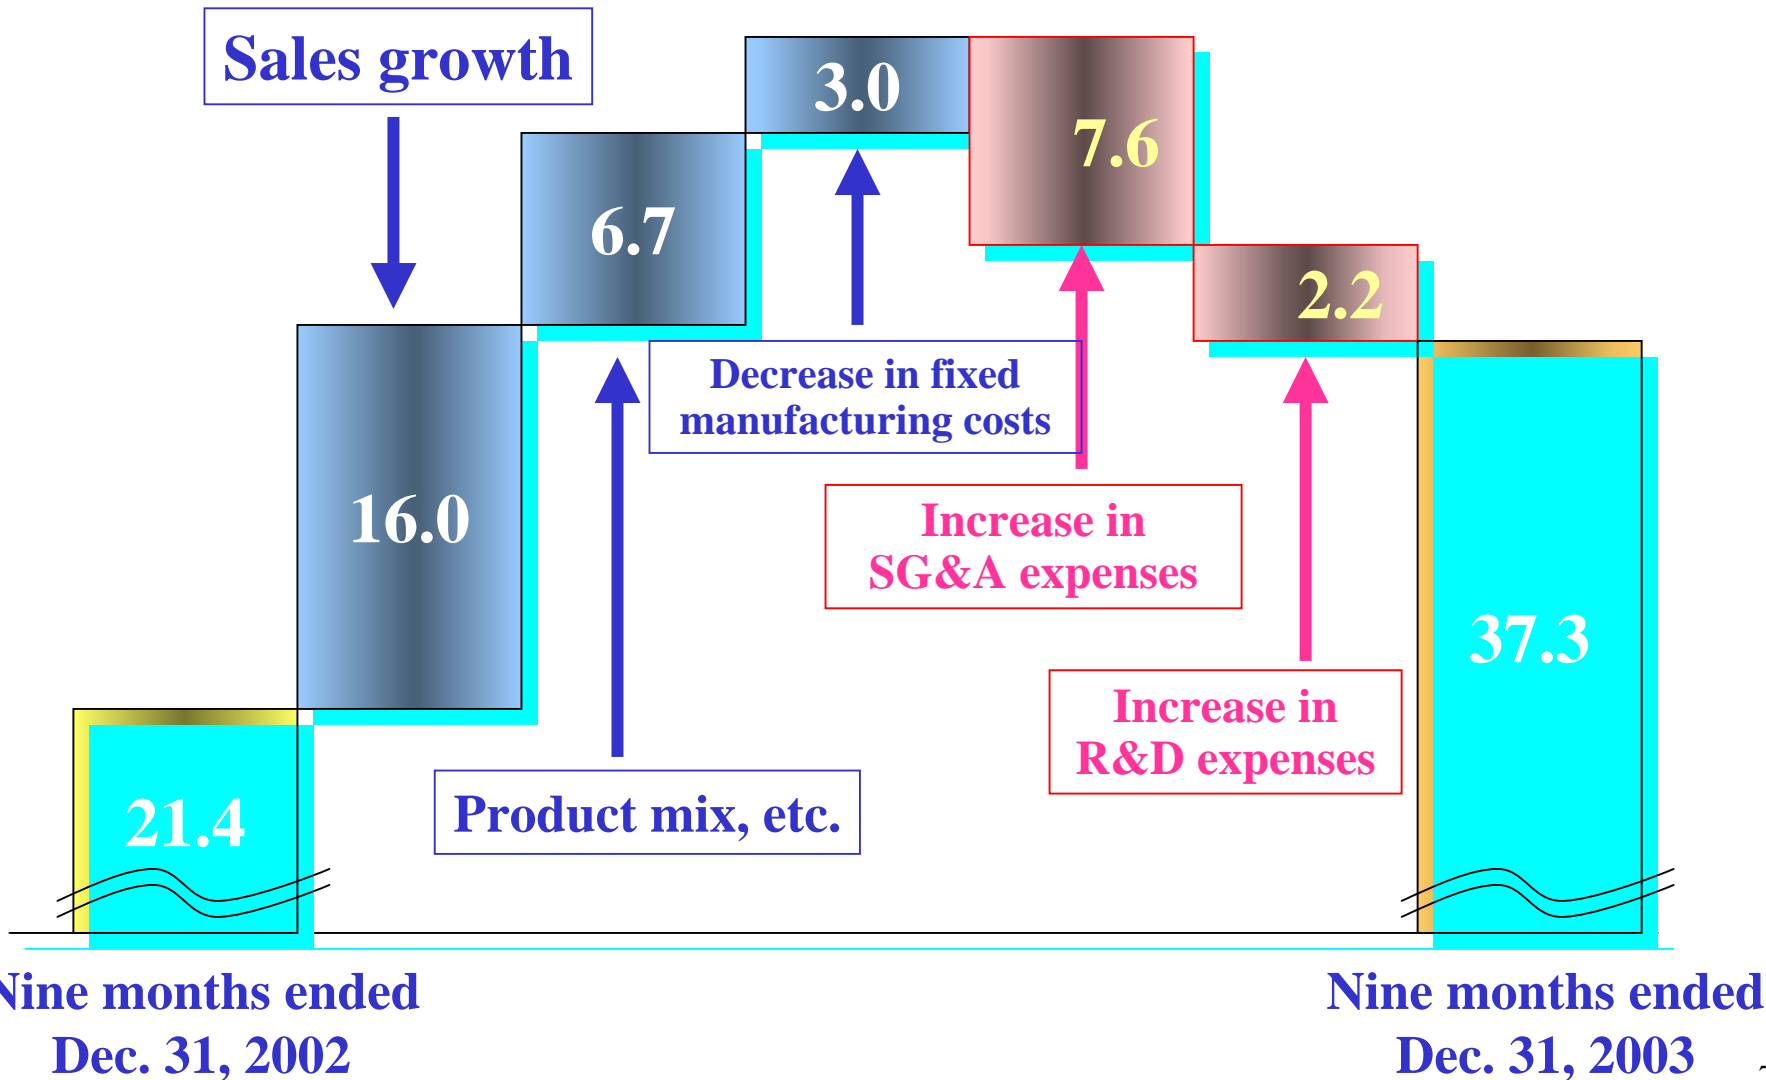 Sales growth
3.0
7.6
6.7
2.2
Decrease in fixed
manufacturing costs
16.0
Increase in
SG&A expenses
37.3
Increase in
R&D expenses
21.4
Product mix, etc.
Nine months ended
Dec. 31, 2002
Nine months ended
Dec. 31, 2003